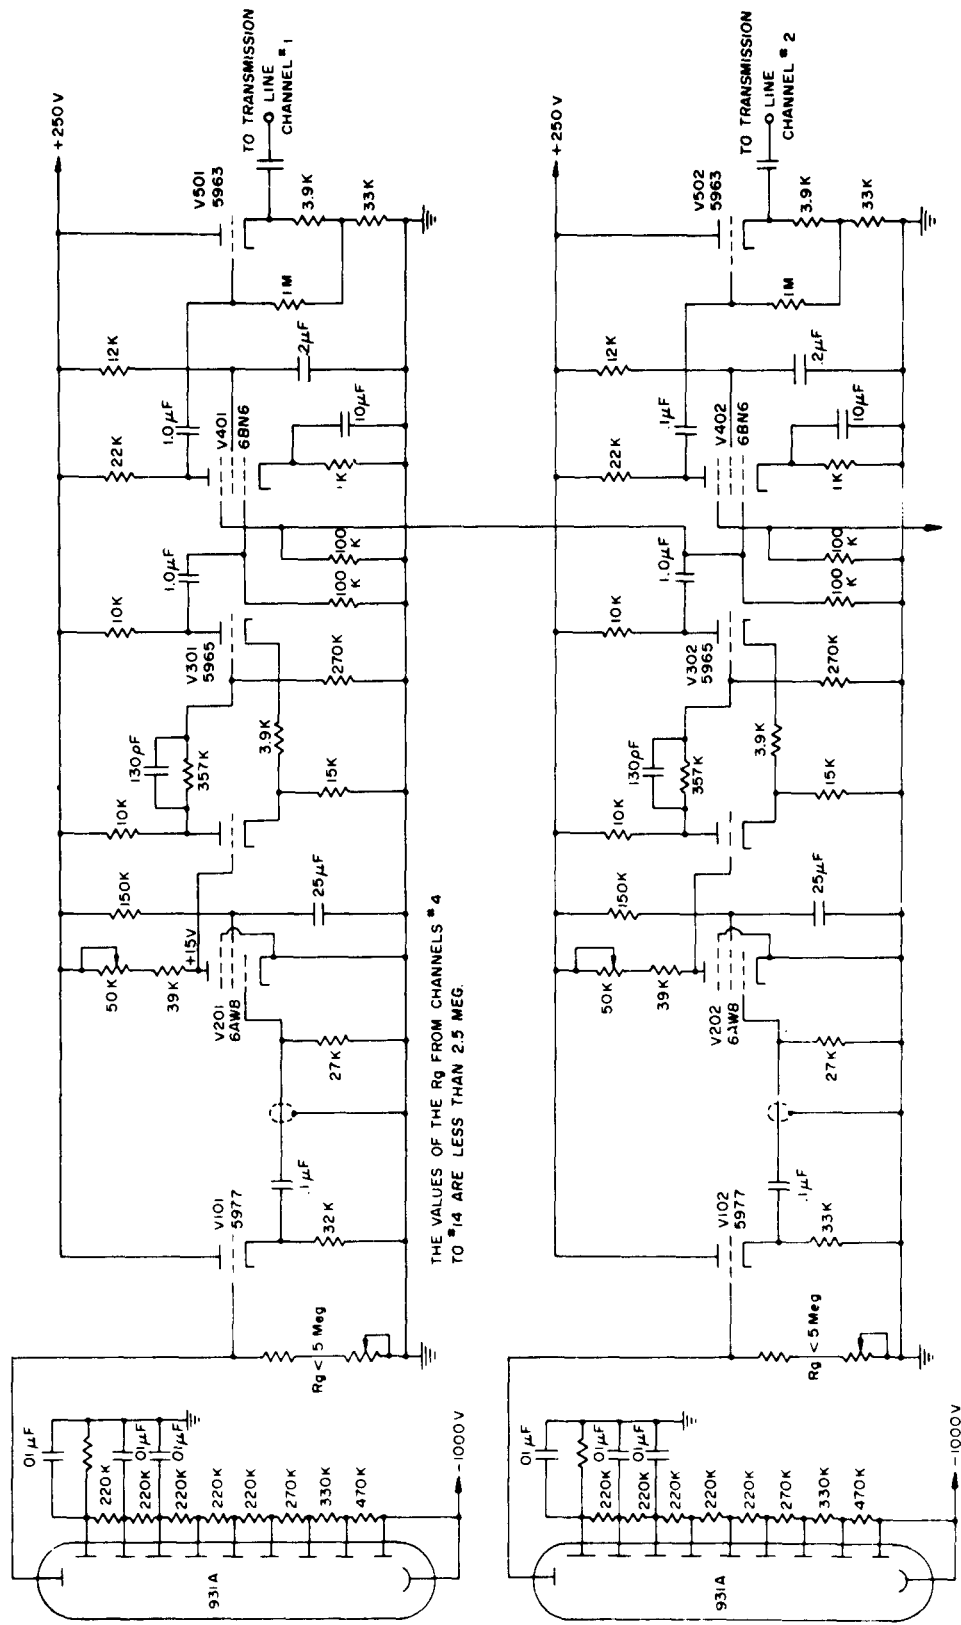 +250V
TO TRANSMISSION
LINE
CHANNEL #1
V501
5963
3.9K
33K
1M
12K
.2µF
22K
1.0µF
V401
6BN6
10µF
1K
1.0µF
100
K
100
K
10K
V301
5965
270K
130pF
357K
3.9K
10K
15K
150K
25µF
+15V
50K
39K
V201
6AW8
27K
.1µF
V101
5977
32K
Rg < 5 Meg
.01µF
.01µF
.01µF
220K
220K
220K
220K
220K
270K
330K
470K
-1000V
931A
THE VALUES OF THE Rg FROM CHANNELS #4
TO #14 ARE LESS THAN 2.5 MEG.
+250V
TO TRANSMISSION
LINE
CHANNEL #2
V502
5963
3.9K
33K
1M
12K
.2µF
22K
.1µF
V402
6BN6
10µF
1K
1.0µF
100
K
100
K
10K
V302
5965
270K
130pF
357K
3.9K
10K
15K
150K
25µF
50K
39K
V202
6AW8
27K
.1µF
V102
5977
33K
Rg < 5 Meg
.01µF
.01µF
.01µF
220K
220K
220K
220K
220K
270K
330K
470K
-1000V
931A